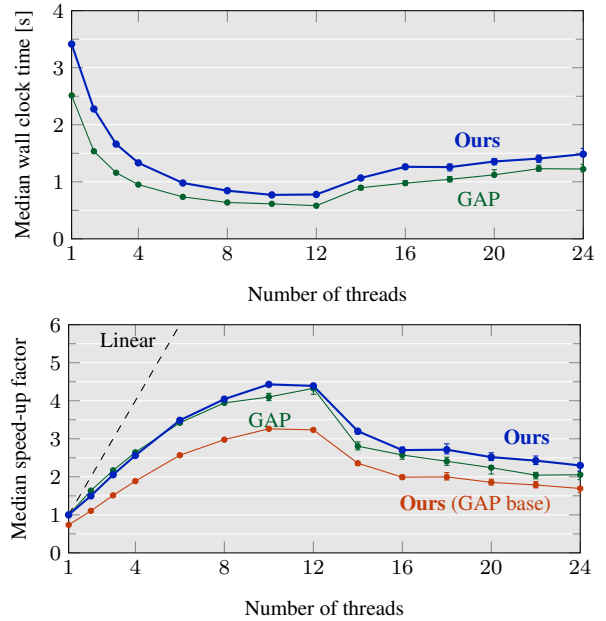 Median wall clock time [s]
4
3
2
1
0
Ours
GAP
1 4 8 12 16 20 24
Number of threads
Median speed-up factor
6
5
4
3
2
1
0
Linear
GAP
Ours
Ours (GAP base)
1 4 8 12 16 20 24
Number of threads